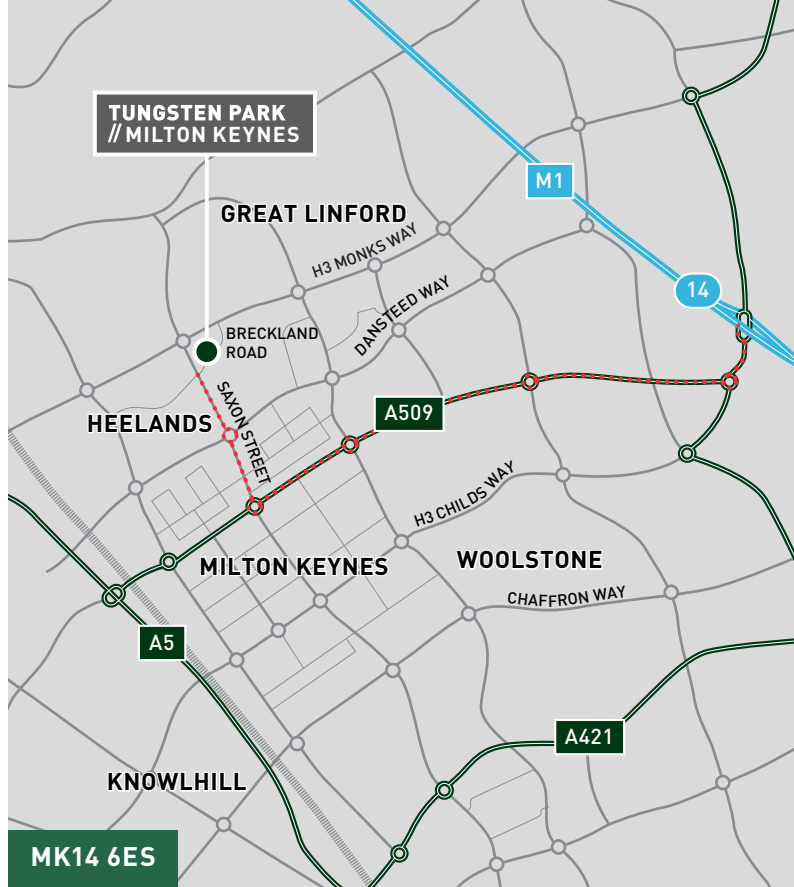 TUNGSTEN PARK
// MILTON KEYNES
M1
GREAT LINFORD
H3 MONKS WAY
14
DANSTEED WAY
BRECKLAND
ROAD
SAXON STREET
HEELANDS
A509
H3 CHILDS WAY
MILTON KEYNES
WOOLSTONE
CHAFFRON WAY
A5
A421
KNOWLHILL
MK14 6ES